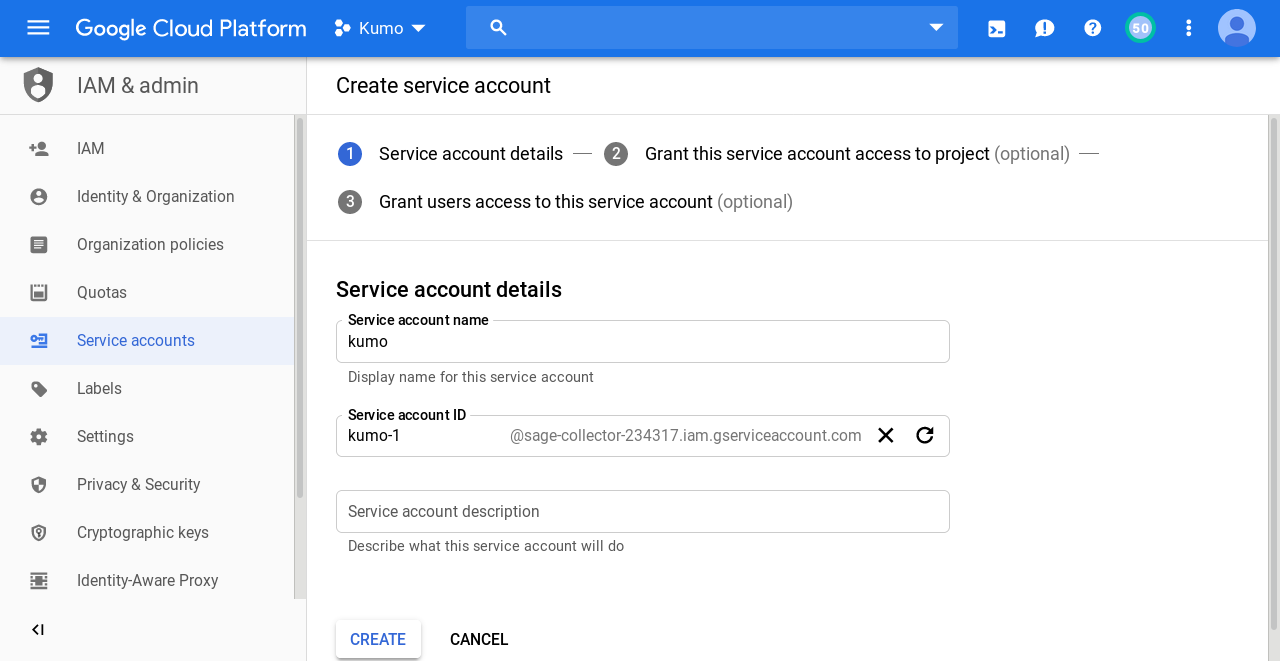 Google Cloud Platform
Kumo
50
IAM & admin
Create service account
IAM
Identity & Organization
Organization policies
Quotas
Service accounts
Labels
Settings
Privacy & Security
Cryptographic keys
Identity-Aware Proxy
1 Service account details — 2 Grant this service account access to project (optional) —
3 Grant users access to this service account (optional)
Service account details
Service account name
kumo
Display name for this service account
Service account ID
kumo-1 @sage-collector-234317.iam.gserviceaccount.com
Service account description
Describe what this service account will do
CREATE CANCEL